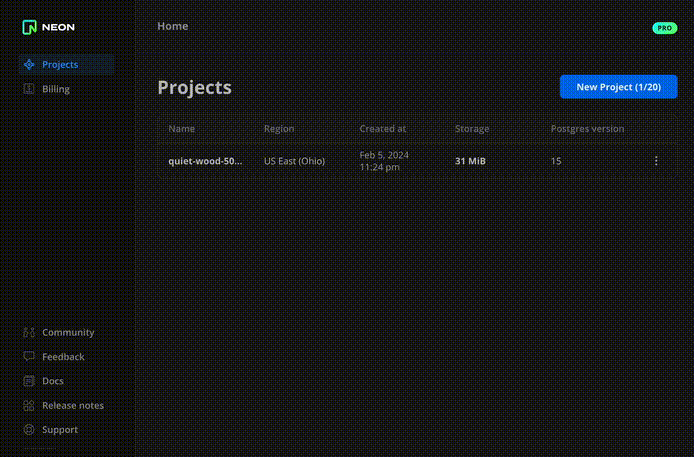 NEON
Home
PRO
Projects
Billing
Projects
New Project (1/20)
Name Region Created at Storage Postgres version
quiet-wood-50... US East (Ohio) Feb 5, 2024 31 MiB 15
11:24 pm
Community
Feedback
Docs
Release notes
Support